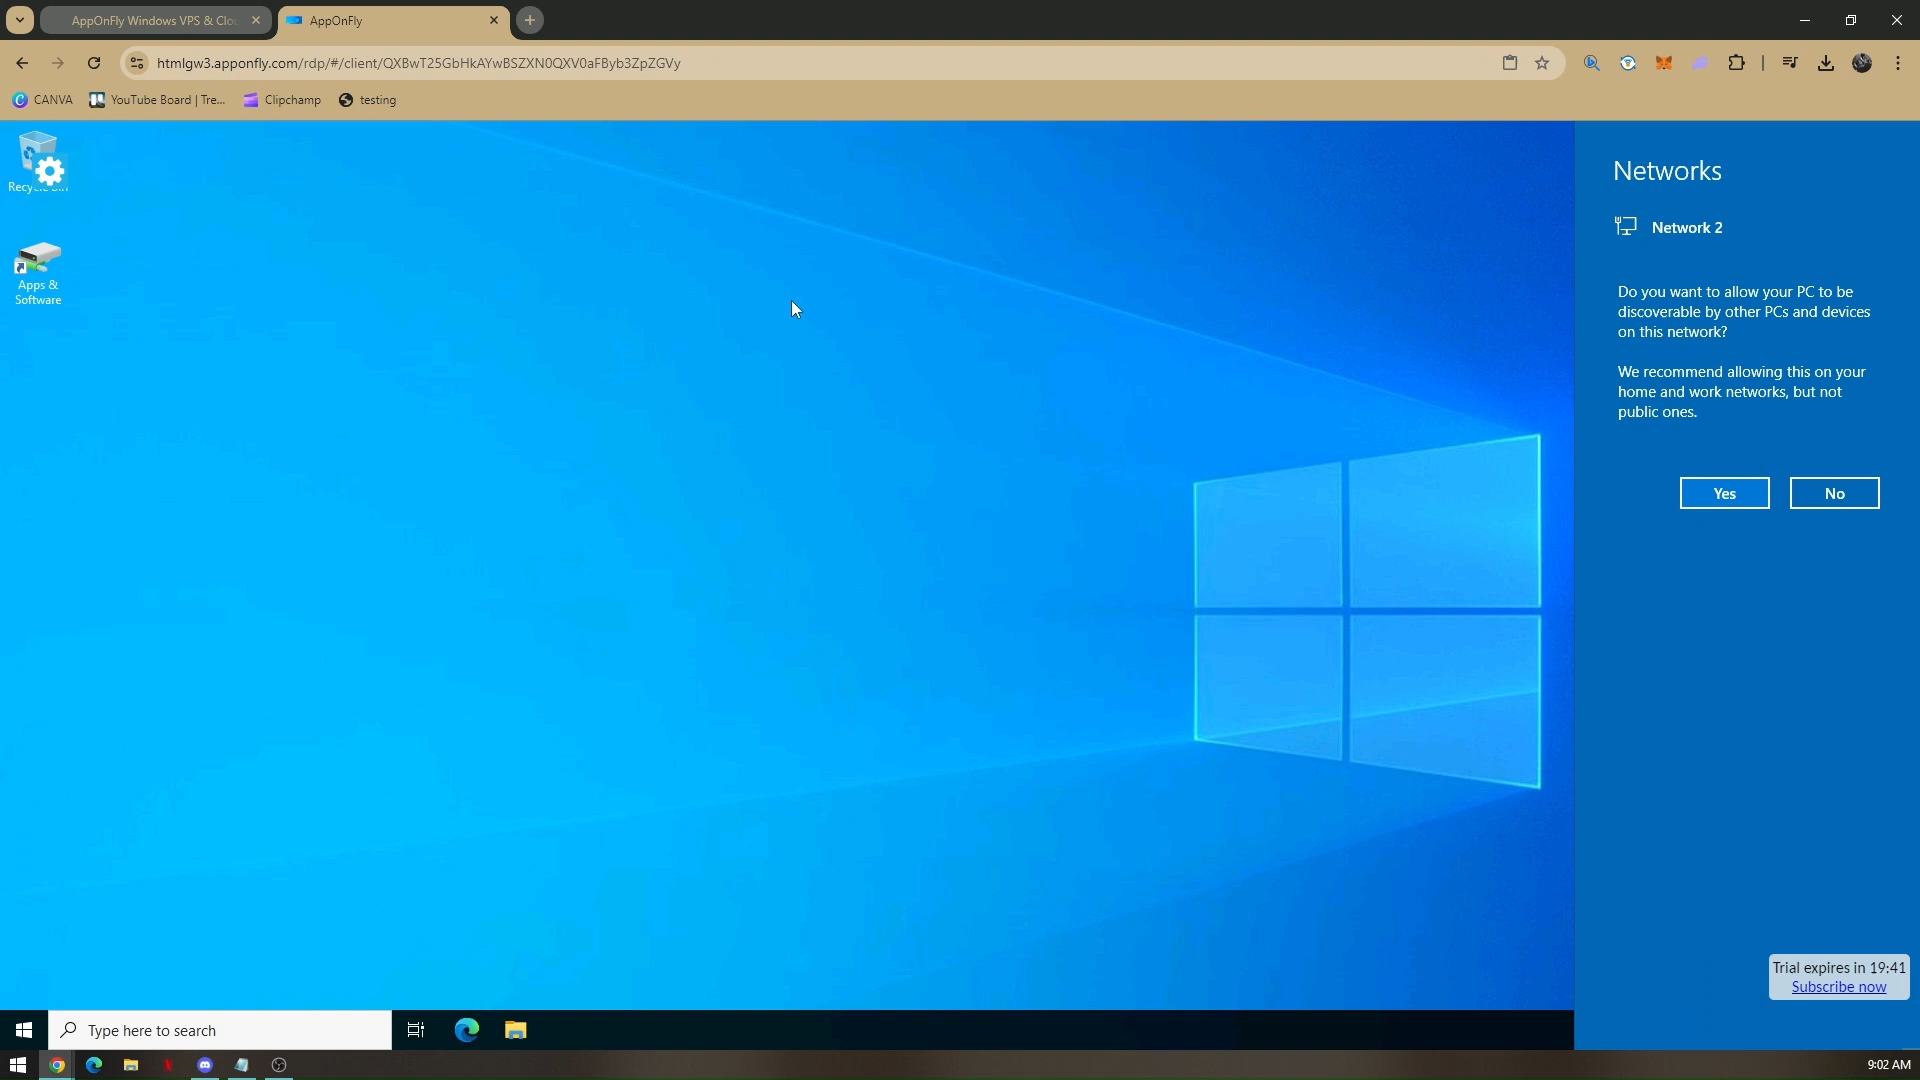 AppOnFly Windows VPS & Clou
AppOnFly
htmlgw3.apponfly.com/rdp/#/client/QXBwT25GbHkAYwBSZXN0QXV0aFByb3ZpZGVy
CANVA
YouTube Board | Tre...
Clipchamp
testing
Recycle Bin
Apps &
Software
Networks
Network 2
Do you want to allow your PC to be
discoverable by other PCs and devices
on this network?
We recommend allowing this on your
home and work networks, but not
public ones.
Yes
No
Trial expires in 19:41
Subscribe now
Type here to search
9:02 AM